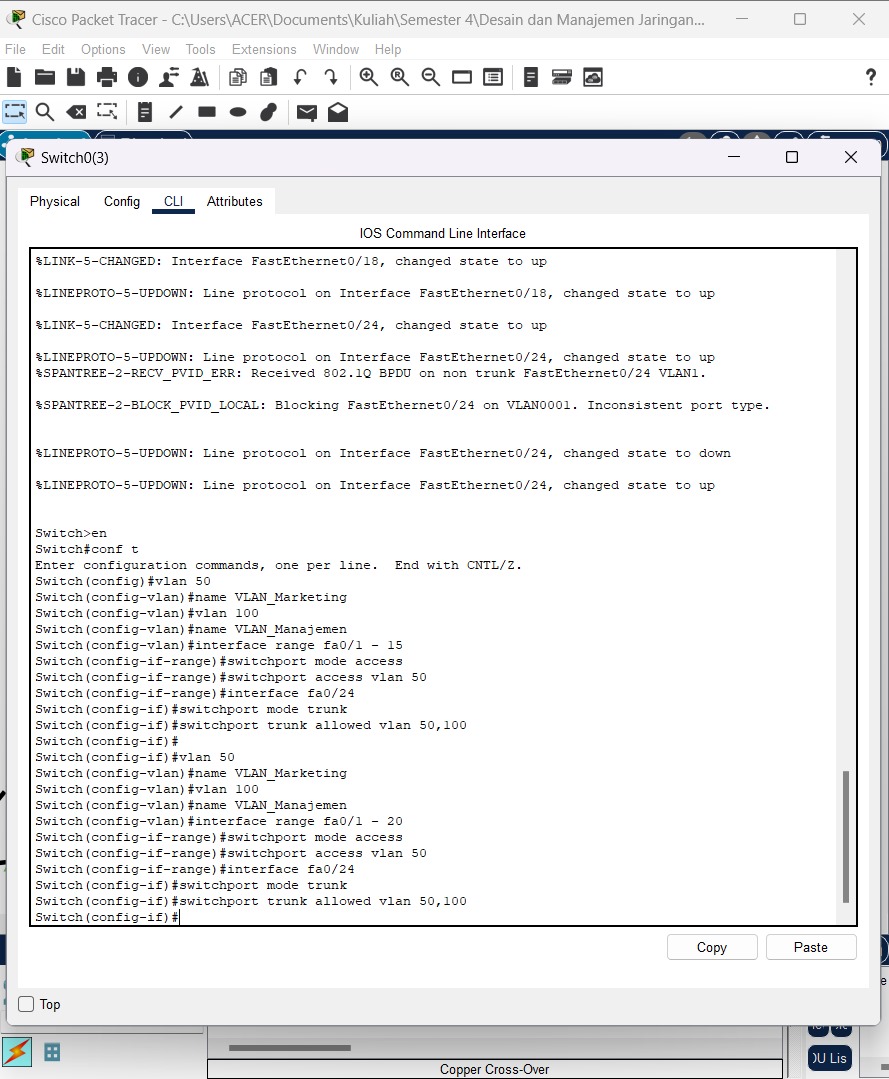 Cisco Packet Tracer - C:\Users\ACER\Documents\Kuliah\Semester 4\Desain dan Manajemen Jaringan...
File Edit Options View Tools Extensions Window Help
?
Switch0(3)
Physical Config CLI Attributes
IOS Command Line Interface
%LINK-5-CHANGED: Interface FastEthernet0/18, changed state to up
%LINEPROTO-5-UPDOWN: Line protocol on Interface FastEthernet0/18, changed state to up
%LINK-5-CHANGED: Interface FastEthernet0/24, changed state to up
%LINEPROTO-5-UPDOWN: Line protocol on Interface FastEthernet0/24, changed state to up
%SPANTREE-2-RECV_PVID_ERR: Received 802.1Q BPDU on non trunk FastEthernet0/24 VLAN1.
%SPANTREE-2-BLOCK_PVID_LOCAL: Blocking FastEthernet0/24 on VLAN0001. Inconsistent port type.
%LINEPROTO-5-UPDOWN: Line protocol on Interface FastEthernet0/24, changed state to down
%LINEPROTO-5-UPDOWN: Line protocol on Interface FastEthernet0/24, changed state to up
Switch>en
Switch#conf t
Enter configuration commands, one per line.  End with CNTL/Z.
Switch(config)#vlan 50
Switch(config-vlan)#name VLAN_Marketing
Switch(config-vlan)#vlan 100
Switch(config-vlan)#name VLAN_Manajemen
Switch(config-vlan)#interface range fa0/1 - 15
Switch(config-if-range)#switchport mode access
Switch(config-if-range)#switchport access vlan 50
Switch(config-if-range)#interface fa0/24
Switch(config-if)#switchport mode trunk
Switch(config-if)#switchport trunk allowed vlan 50,100
Switch(config-if)#
Switch(config-if)#vlan 50
Switch(config-vlan)#name VLAN_Marketing
Switch(config-vlan)#vlan 100
Switch(config-vlan)#name VLAN_Manajemen
Switch(config-vlan)#interface range fa0/1 - 20
Switch(config-if-range)#switchport mode access
Switch(config-if-range)#switchport access vlan 50
Switch(config-if-range)#interface fa0/24
Switch(config-if)#switchport mode trunk
Switch(config-if)#switchport trunk allowed vlan 50,100
Switch(config-if)#
Copy Paste
Top
Lis
Copper Cross-Over